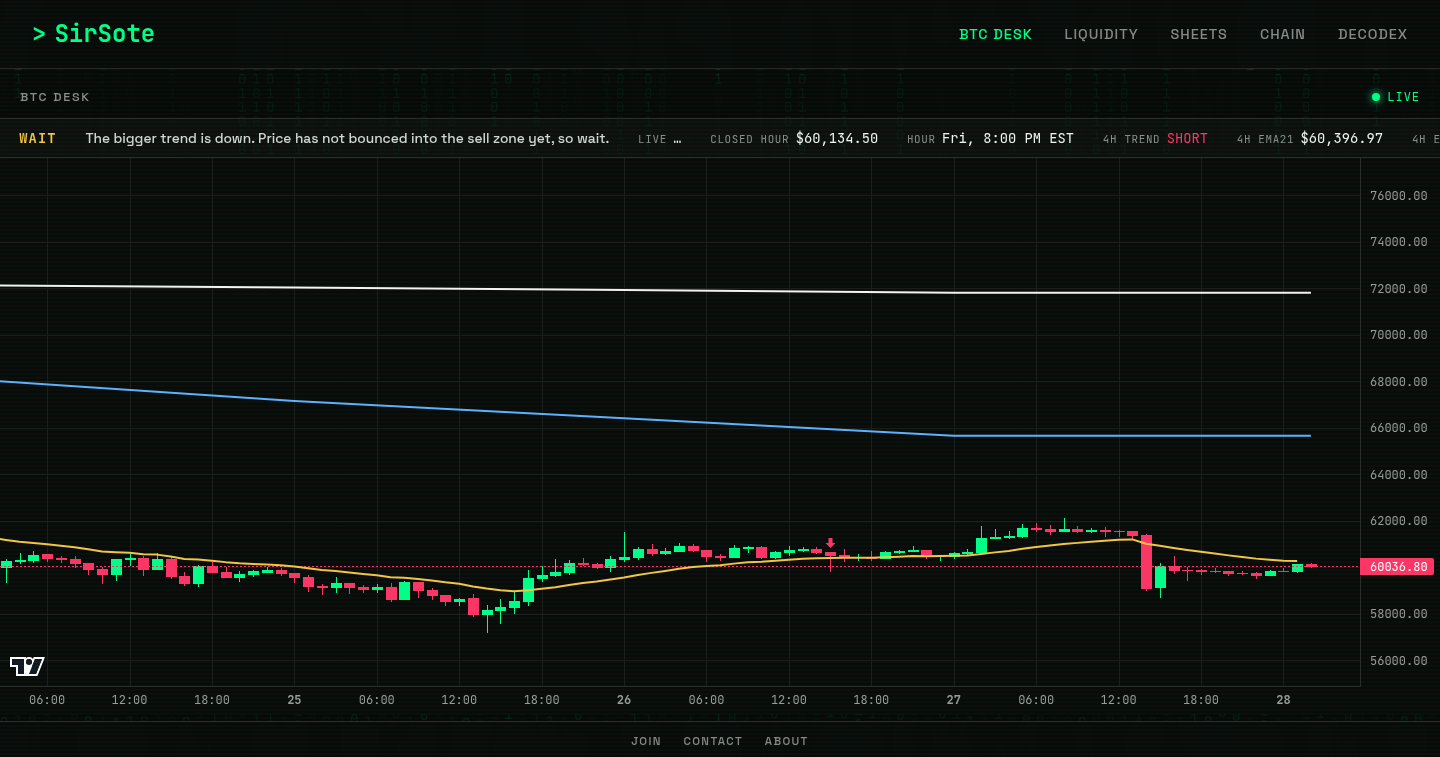 > SirSote
BTC DESK LIQUIDITY SHEETS CHAIN DECODEX
BTC DESK
LIVE
WAIT The bigger trend is down. Price has not bounced into the sell zone yet, so wait. LIVE … CLOSED HOUR $60,134.50 HOUR Fri, 8:00 PM EST 4H TREND SHORT 4H EMA21 $60,396.97 4H E
76000.00
74000.00
72000.00
70000.00
68000.00
66000.00
64000.00
62000.00
60036.80
58000.00
56000.00
06:00 12:00 18:00 25 06:00 12:00 18:00 26 06:00 12:00 18:00 27 06:00 12:00 18:00 28
JOIN CONTACT ABOUT